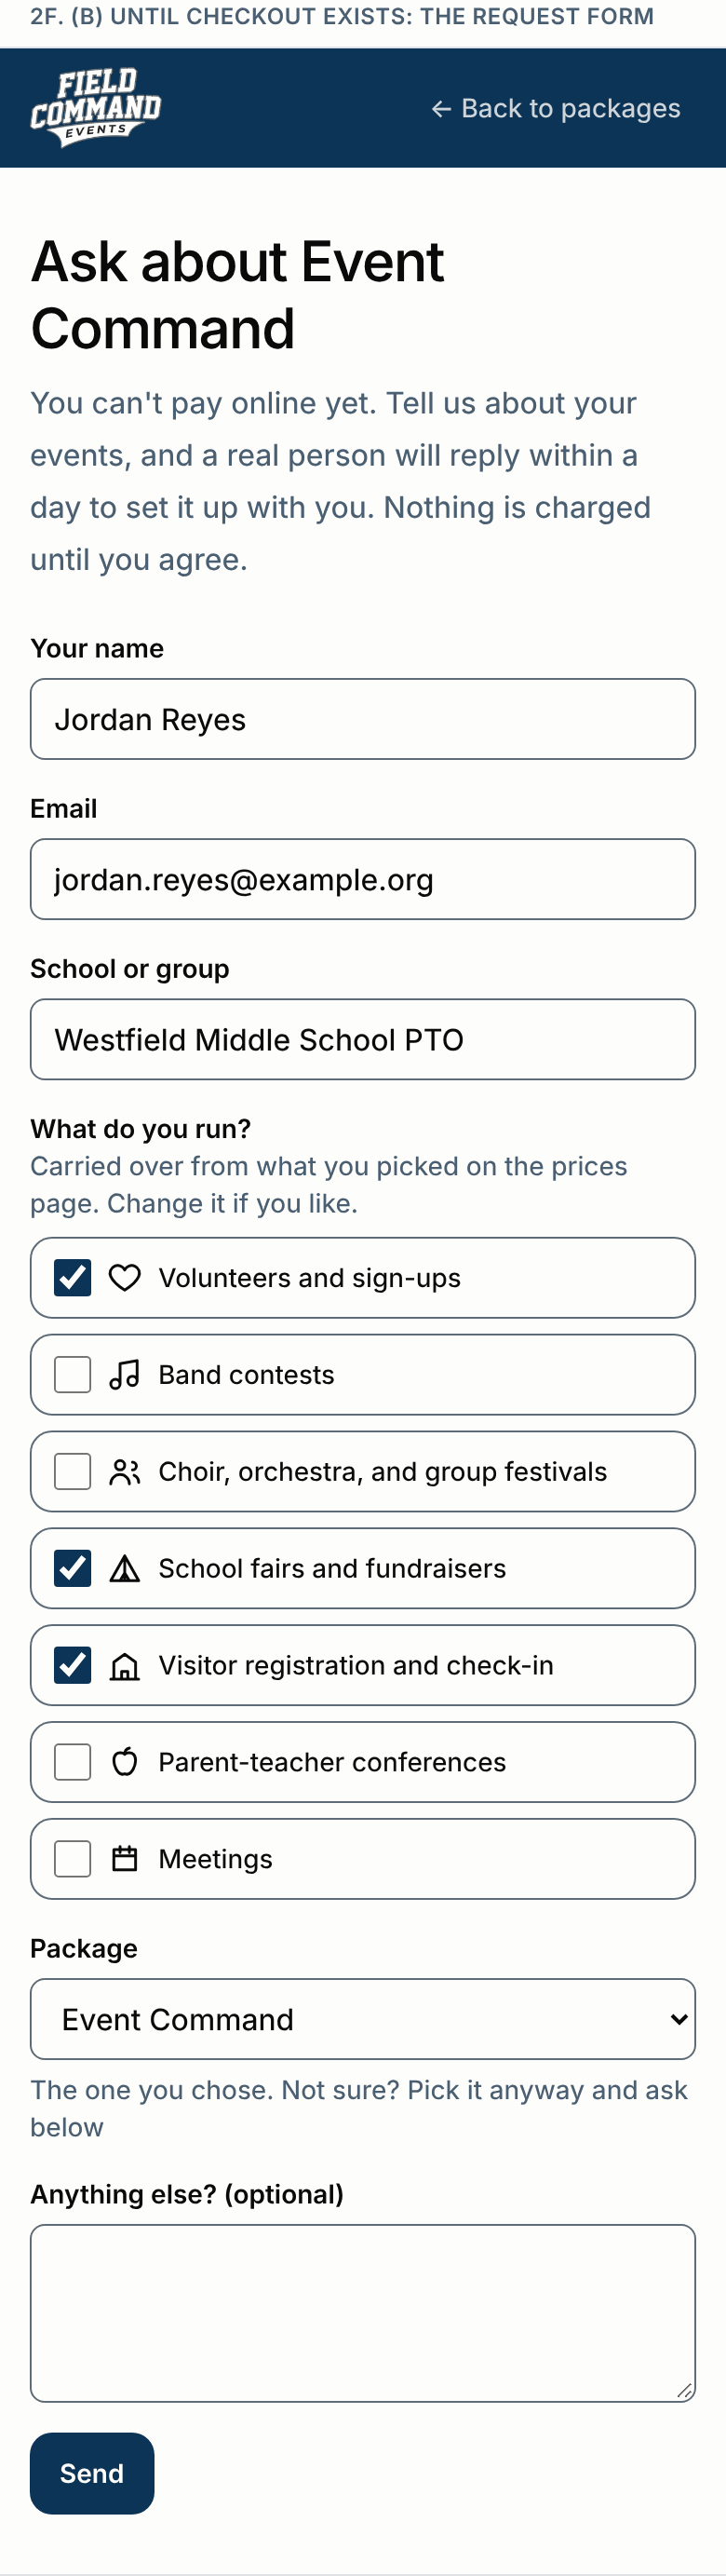 2F. (B) UNTIL CHECKOUT EXISTS: THE REQUEST FORM
FIELD
COMMAND
EVENTS
← Back to packages
Ask about Event
Command
You can't pay online yet. Tell us about your
events, and a real person will reply within a
day to set it up with you. Nothing is charged
until you agree.
Your name
Jordan Reyes
Email
jordan.reyes@example.org
School or group
Westfield Middle School PTO
What do you run?
Carried over from what you picked on the prices
page. Change it if you like.
Volunteers and sign-ups
Band contests
Choir, orchestra, and group festivals
School fairs and fundraisers
Visitor registration and check-in
Parent-teacher conferences
Meetings
Package
Event Command
The one you chose. Not sure? Pick it anyway and ask
below
Anything else? (optional)
Send